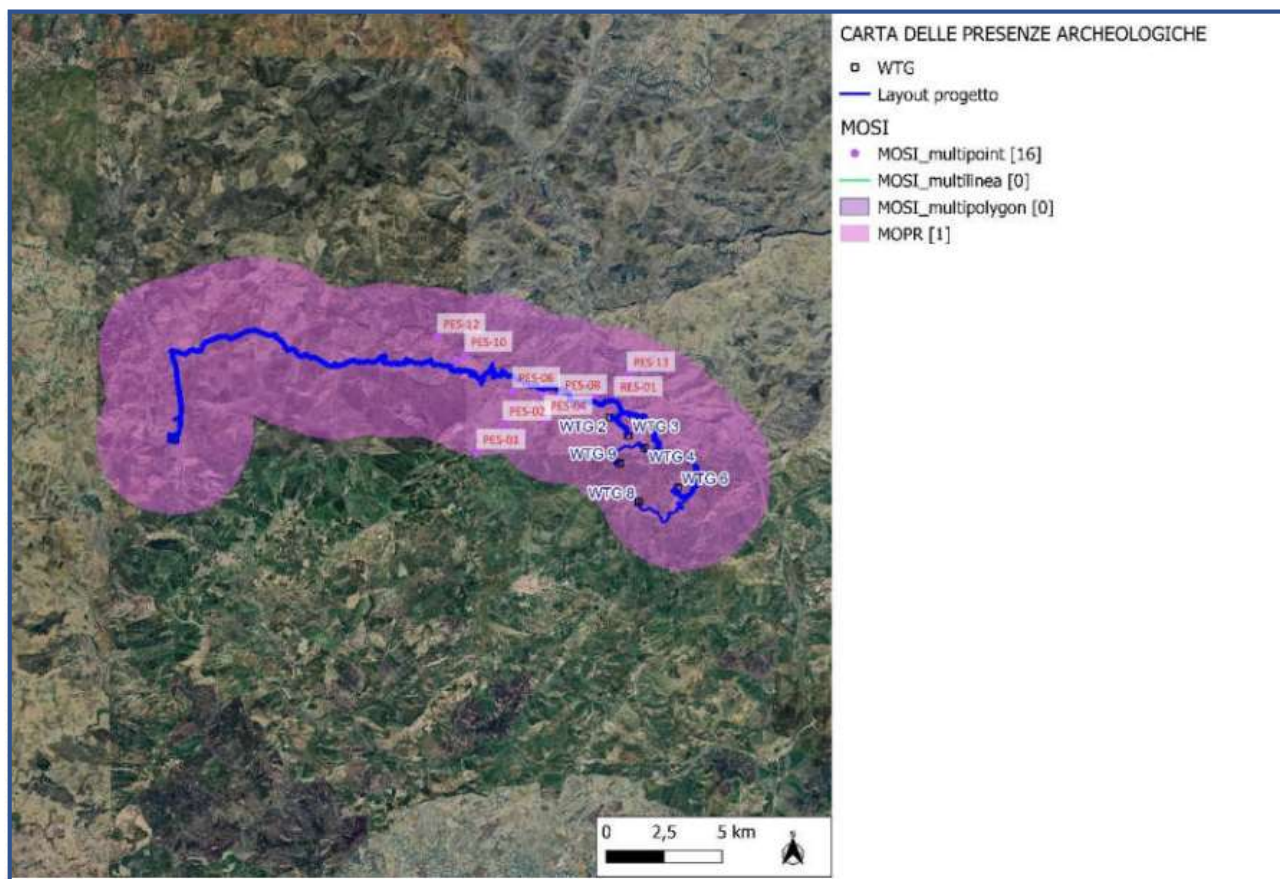 CARTA DELLE PRESENZE ARCHEOLOGICHE
WTG
Layout progetto
MOSI
MOSI_multipoint [16]
MOSI_multilinea [0]
MOSI_multipolygon [0]
MOPR [1]
PES-12
PES-10
PES-13
PES-06
PES-08
RES-01
PES-02
PES-04
WTG 2
WTG 3
PES-01
WTG 9
WTG 4
WTG 6
WTG 8
0 2,5 5 km
N